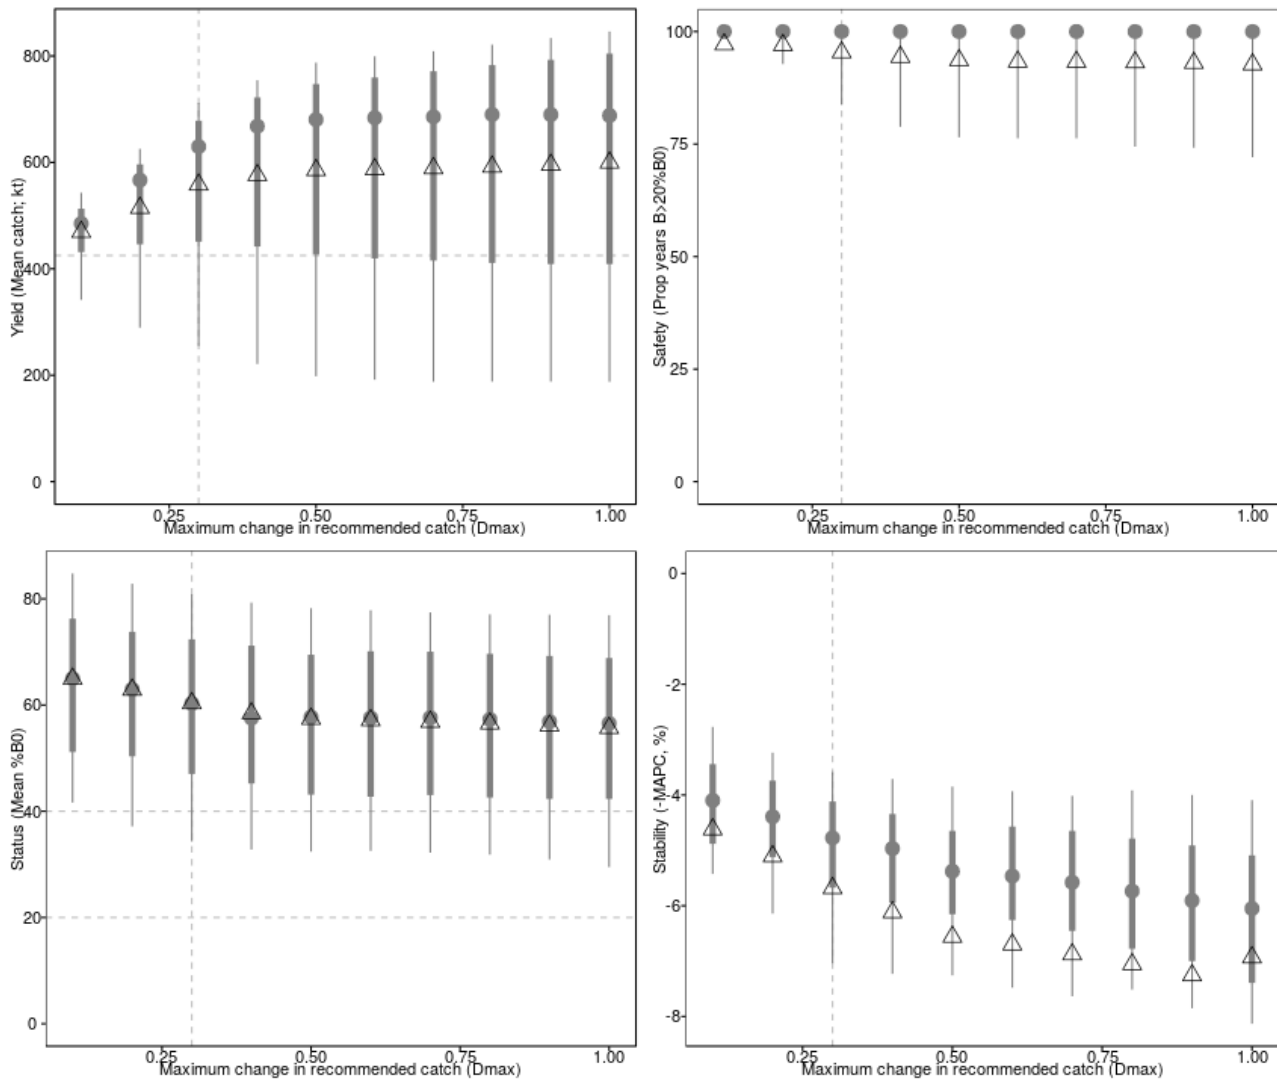 800
600
400
200
0
Yield (Mean catch; kt)
0.25 0.50 0.75 1.00
Maximum change in recommended catch (Dmax)
100
75
50
25
0
Safety (Prop years B>20%B0)
0.25 0.50 0.75 1.00
Maximum change in recommended catch (Dmax)
80
60
40
20
0
Status (Mean %B0)
0.25 0.50 0.75 1.00
Maximum change in recommended catch (Dmax)
0
-2
-4
-6
-8
Stability (-MAPC, %)
0.25 0.50 0.75 1.00
Maximum change in recommended catch (Dmax)